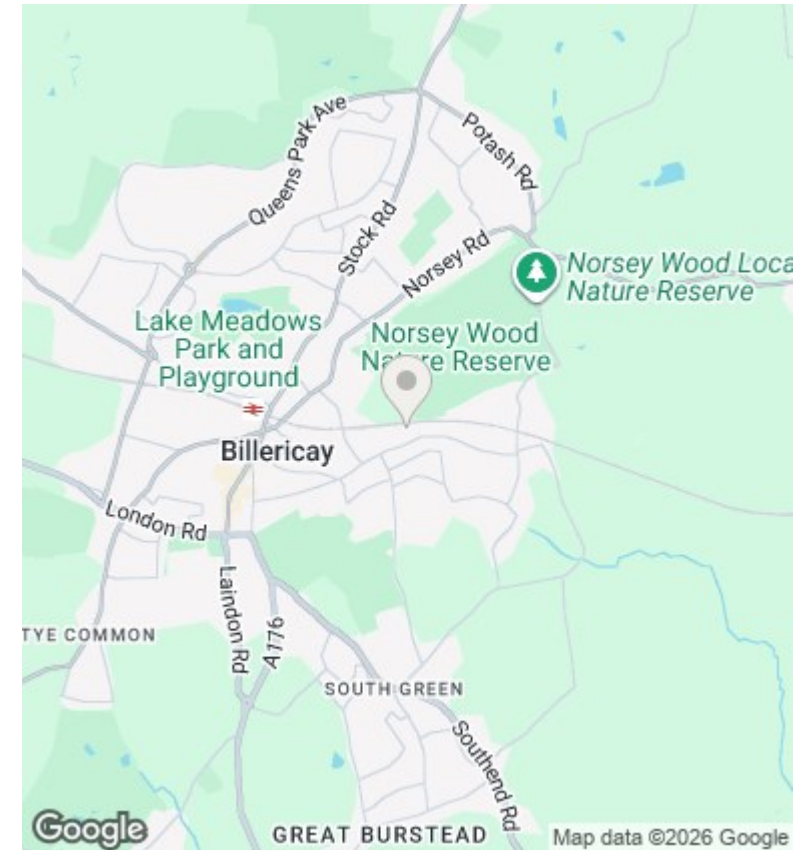 Queens Park Ave
Potash Rd
Stock Rd
Norsey Rd
Norsey Wood Loca
Nature Reserve
Lake Meadows
Park and
Playground
Norsey Wood
Nature Reserve
Billericay
London Rd
Laindon Rd
A176
TYE COMMON
SOUTH GREEN
Southend Rd
Google
GREAT BURSTEAD
Map data ©2026 Google